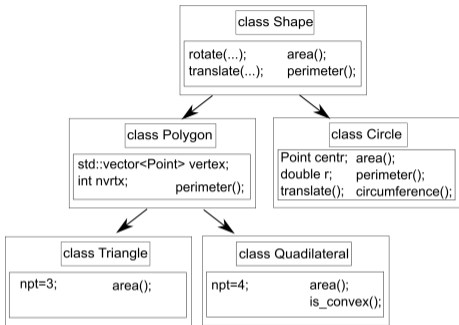 class Shape
rotate(...); area();
translate(...); perimeter();
class Polygon
std::vector<Point> vertex;
int nvrtx;
perimeter();
class Circle
Point centr; area();
double r; perimeter();
translate(); circumference();
class Triangle
npt=3; area();
class Quadilateral
npt=4; area();
is_convex();